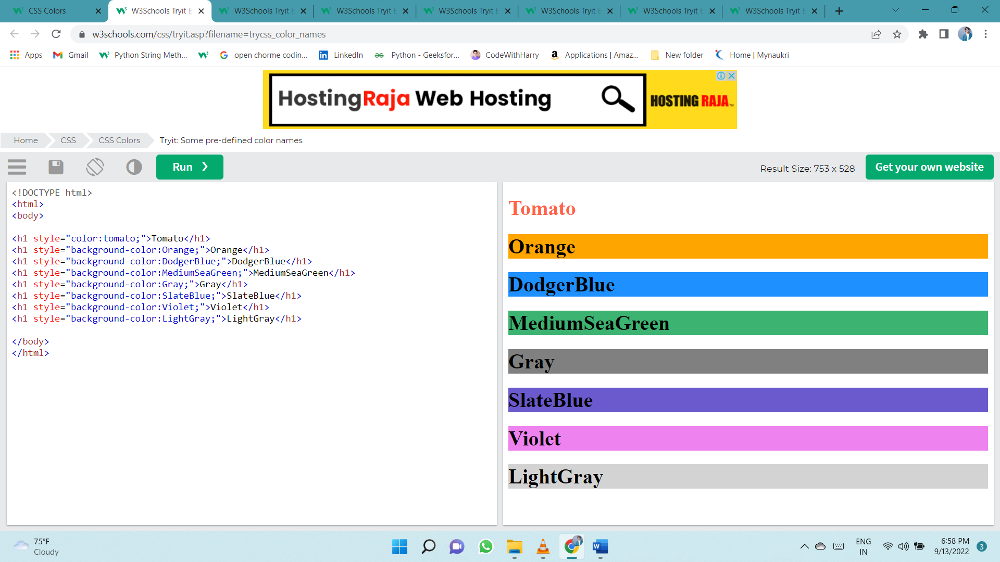 CSS Colors
W3Schools Tryit E
W3Schools Tryit E
W3Schools Tryit E
W3Schools Tryit E
W3Schools Tryit E
W3Schools Tryit E
W3Schools Tryit E
w3schools.com/css/tryit.asp?filename=trycss_color_names
Apps Gmail Python String Meth... open chorme codin... LinkedIn Python - Geeksfor... CodeWithHarry Applications | Amaz... New folder Home | Mynaukri
HostingRaja Web Hosting
HOSTING RAJA™
Home CSS CSS Colors Tryit: Some pre-defined color names
Run ❯ Result Size: 753 x 528 Get your own website
<!DOCTYPE html>
<html>
<body>
<h1 style="color:tomato;">Tomato</h1>
<h1 style="background-color:Orange;">Orange</h1>
<h1 style="background-color:DodgerBlue;">DodgerBlue</h1>
<h1 style="background-color:MediumSeaGreen;">MediumSeaGreen</h1>
<h1 style="background-color:Gray;">Gray</h1>
<h1 style="background-color:SlateBlue;">SlateBlue</h1>
<h1 style="background-color:Violet;">Violet</h1>
<h1 style="background-color:LightGray;">LightGray</h1>
</body>
</html>
Tomato
Orange
DodgerBlue
MediumSeaGreen
Gray
SlateBlue
Violet
LightGray
75°F
Cloudy
ENG
IN
6:58 PM
9/13/2022
3